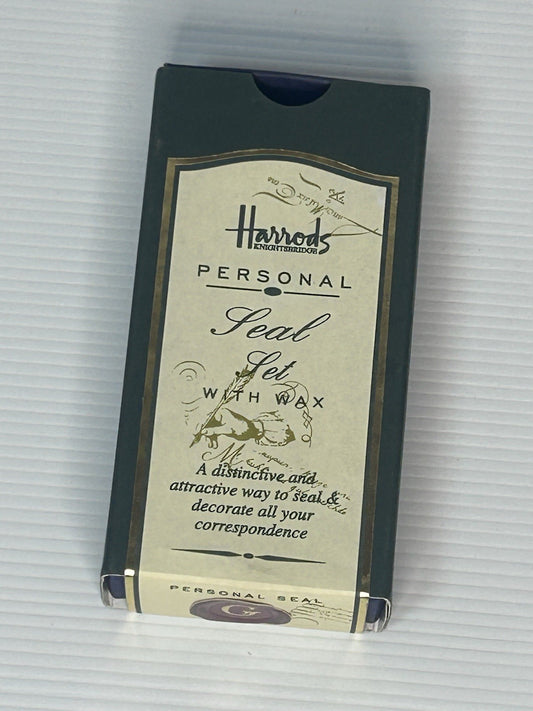 Harrods
KNIGHTSBRIDGE
PERSONAL
Seal
Set
WITH WAX
A distinctive and
attractive way to seal &
decorate all your
correspondence
PERSONAL SEAL
G